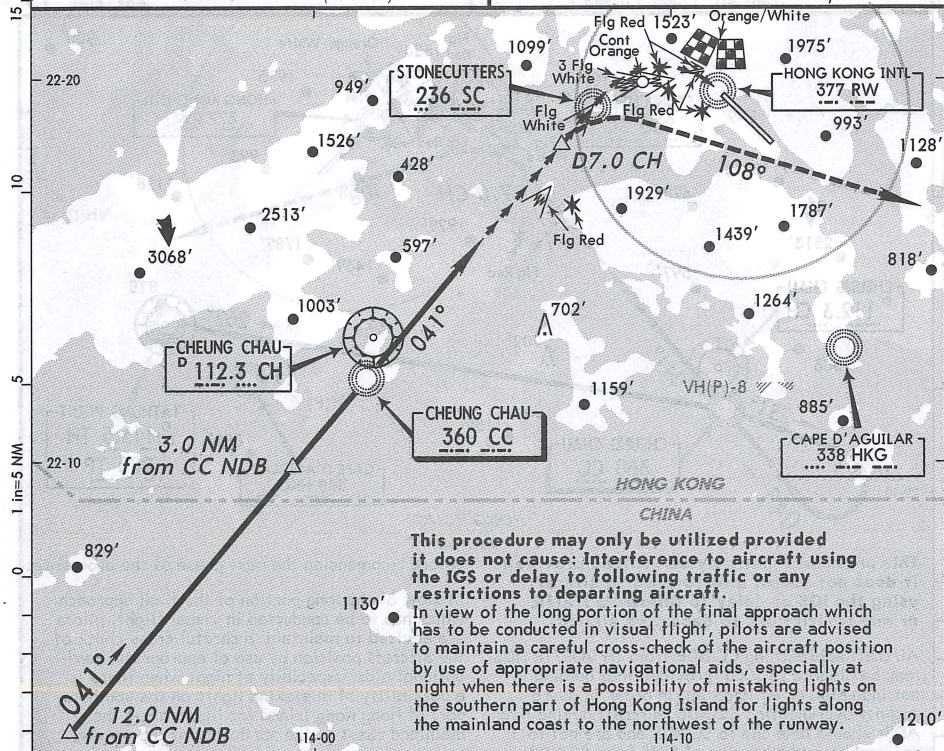 15
Flg Red
1523'
Orange/White
Cont
Orange
1099'
1975'
22-20
STONECUTTERS
236 SC
3 Flg
White
HONG KONG INTL
377 RW
949'
Flg
White
Flg Red
993'
1526'
D7.0 CH
1128'
428'
108°
10
1929'
2513'
1787'
Flg Red
3068'
597'
1439'
818'
1003'
702'
1264'
041°
CHEUNG CHAU
D 112.3 CH
5
VH(P)-8
1159'
CHEUNG CHAU
360 CC
885'
3.0 NM
from CC NDB
CAPE D'AGUILAR
338 HKG
22-10
1 in=5 NM
HONG KONG
CHINA
829'
0
This procedure may only be utilized provided
it does not cause: Interference to aircraft using
the IGS or delay to following traffic or any
restrictions to departing aircraft.
In view of the long portion of the final approach which
has to be conducted in visual flight, pilots are advised
to maintain a careful cross-check of the aircraft position
by use of appropriate navigational aids, especially at
night when there is a possibility of mistaking lights on
the southern part of Hong Kong Island for lights along
the mainland coast to the northwest of the runway.
1130'
041°
12.0 NM
from CC NDB
114-00
114-10
1210'